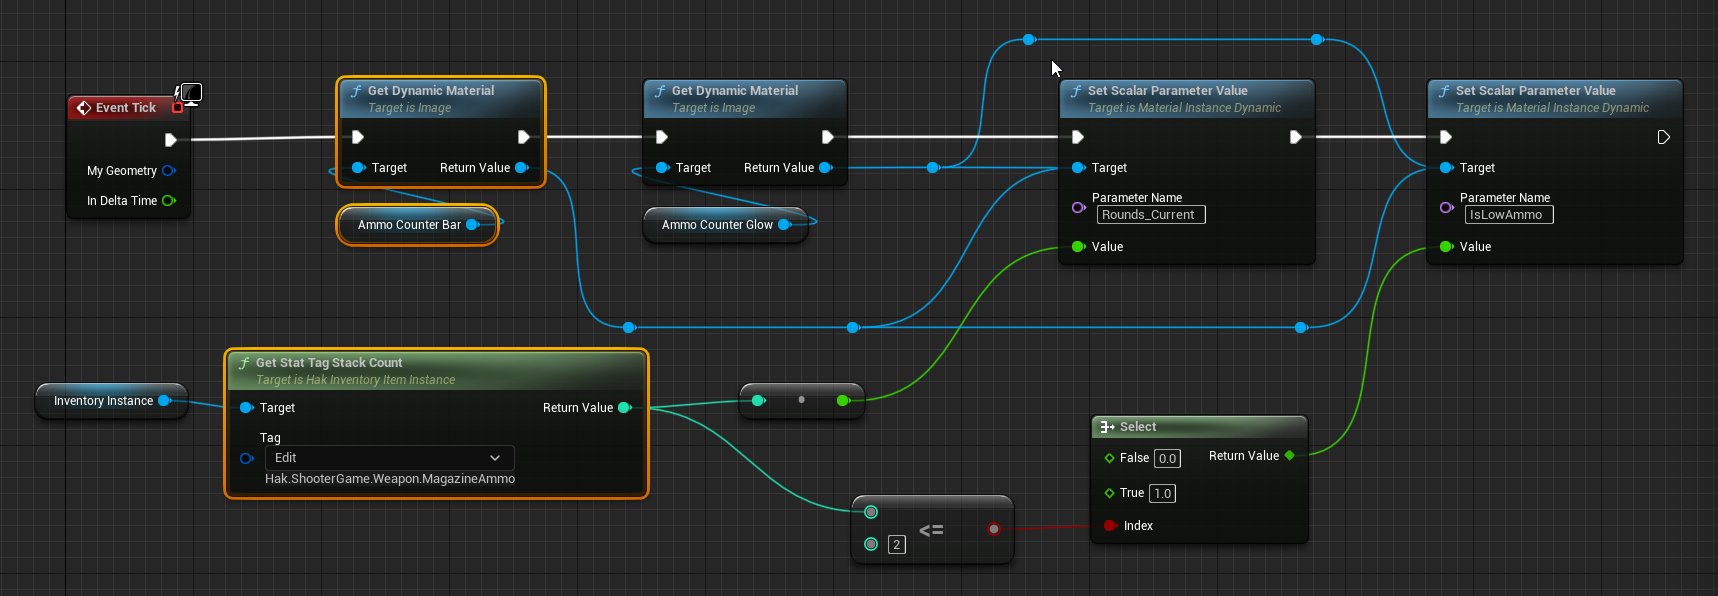 Event Tick
My Geometry
In Delta Time
Get Dynamic Material
Target is Image
Target
Return Value
Ammo Counter Bar
Get Dynamic Material
Target is Image
Target
Return Value
Ammo Counter Glow
Set Scalar Parameter Value
Target is Material Instance Dynamic
Target
Parameter Name
Rounds_Current
Value
Set Scalar Parameter Value
Target is Material Instance Dynamic
Target
Parameter Name
IsLowAmmo
Value
Inventory Instance
Get Stat Tag Stack Count
Target is Hak Inventory Item Instance
Target
Return Value
Tag
Edit
Hak.ShooterGame.Weapon.MagazineAmmo
<=
2
Select
False 0.0
Return Value
True 1.0
Index